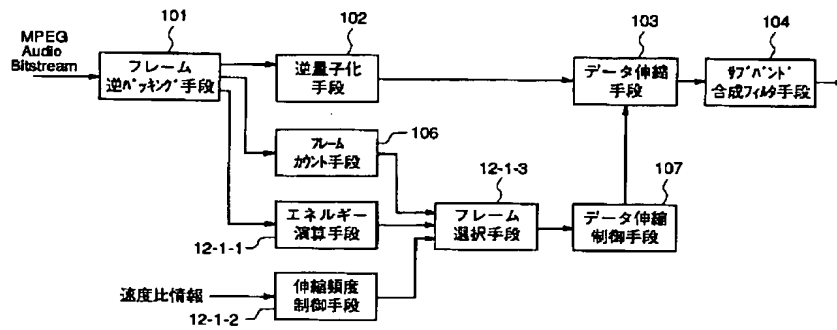 101
102
103
104
MPEG
Audio
Bitstream
フレーム
逆パッキング手段
逆量子化
手段
データ伸縮
手段
サブバンド
合成フィルタ手段
106
フレーム
カウント手段
12-1-3
107
エネルギー
演算手段
12-1-1
フレーム
選択手段
データ伸縮
制御手段
速度比情報
伸縮頻度
制御手段
12-1-2